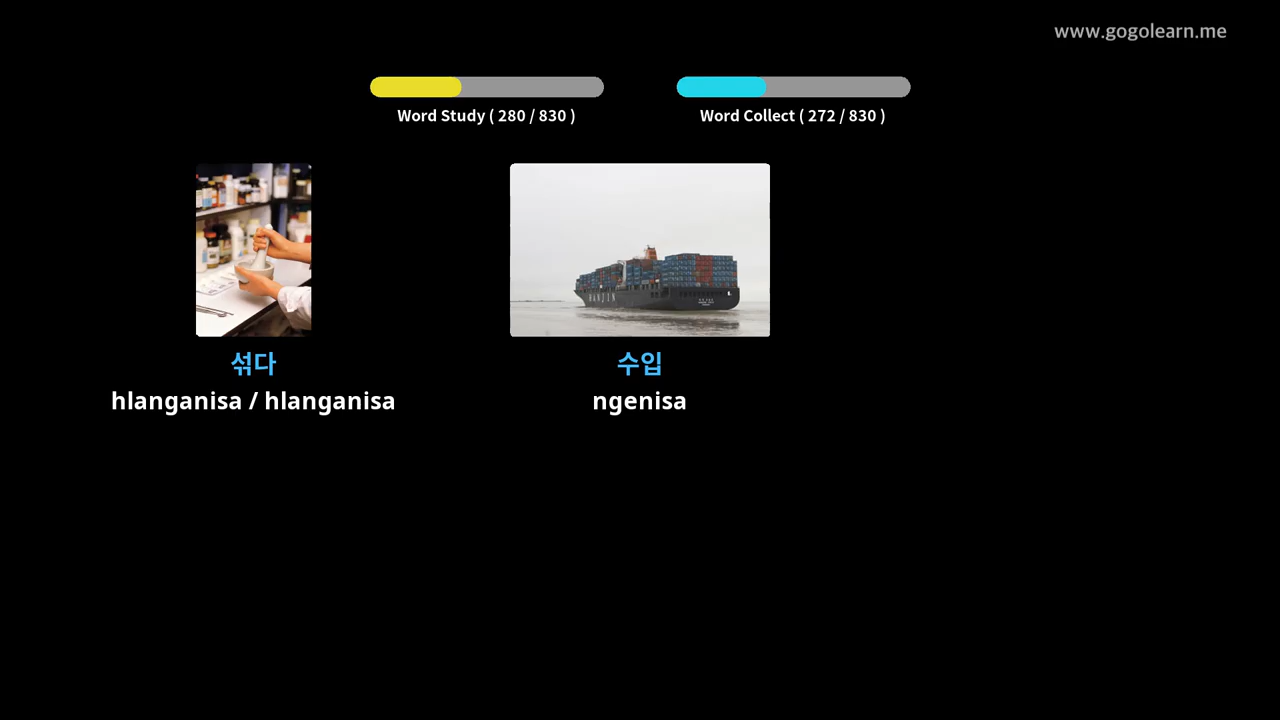 www.gogolearn.me
Word Study ( 280 / 830 )
Word Collect ( 272 / 830 )
섞다
hlanganisa / hlanganisa
수입
ngenisa